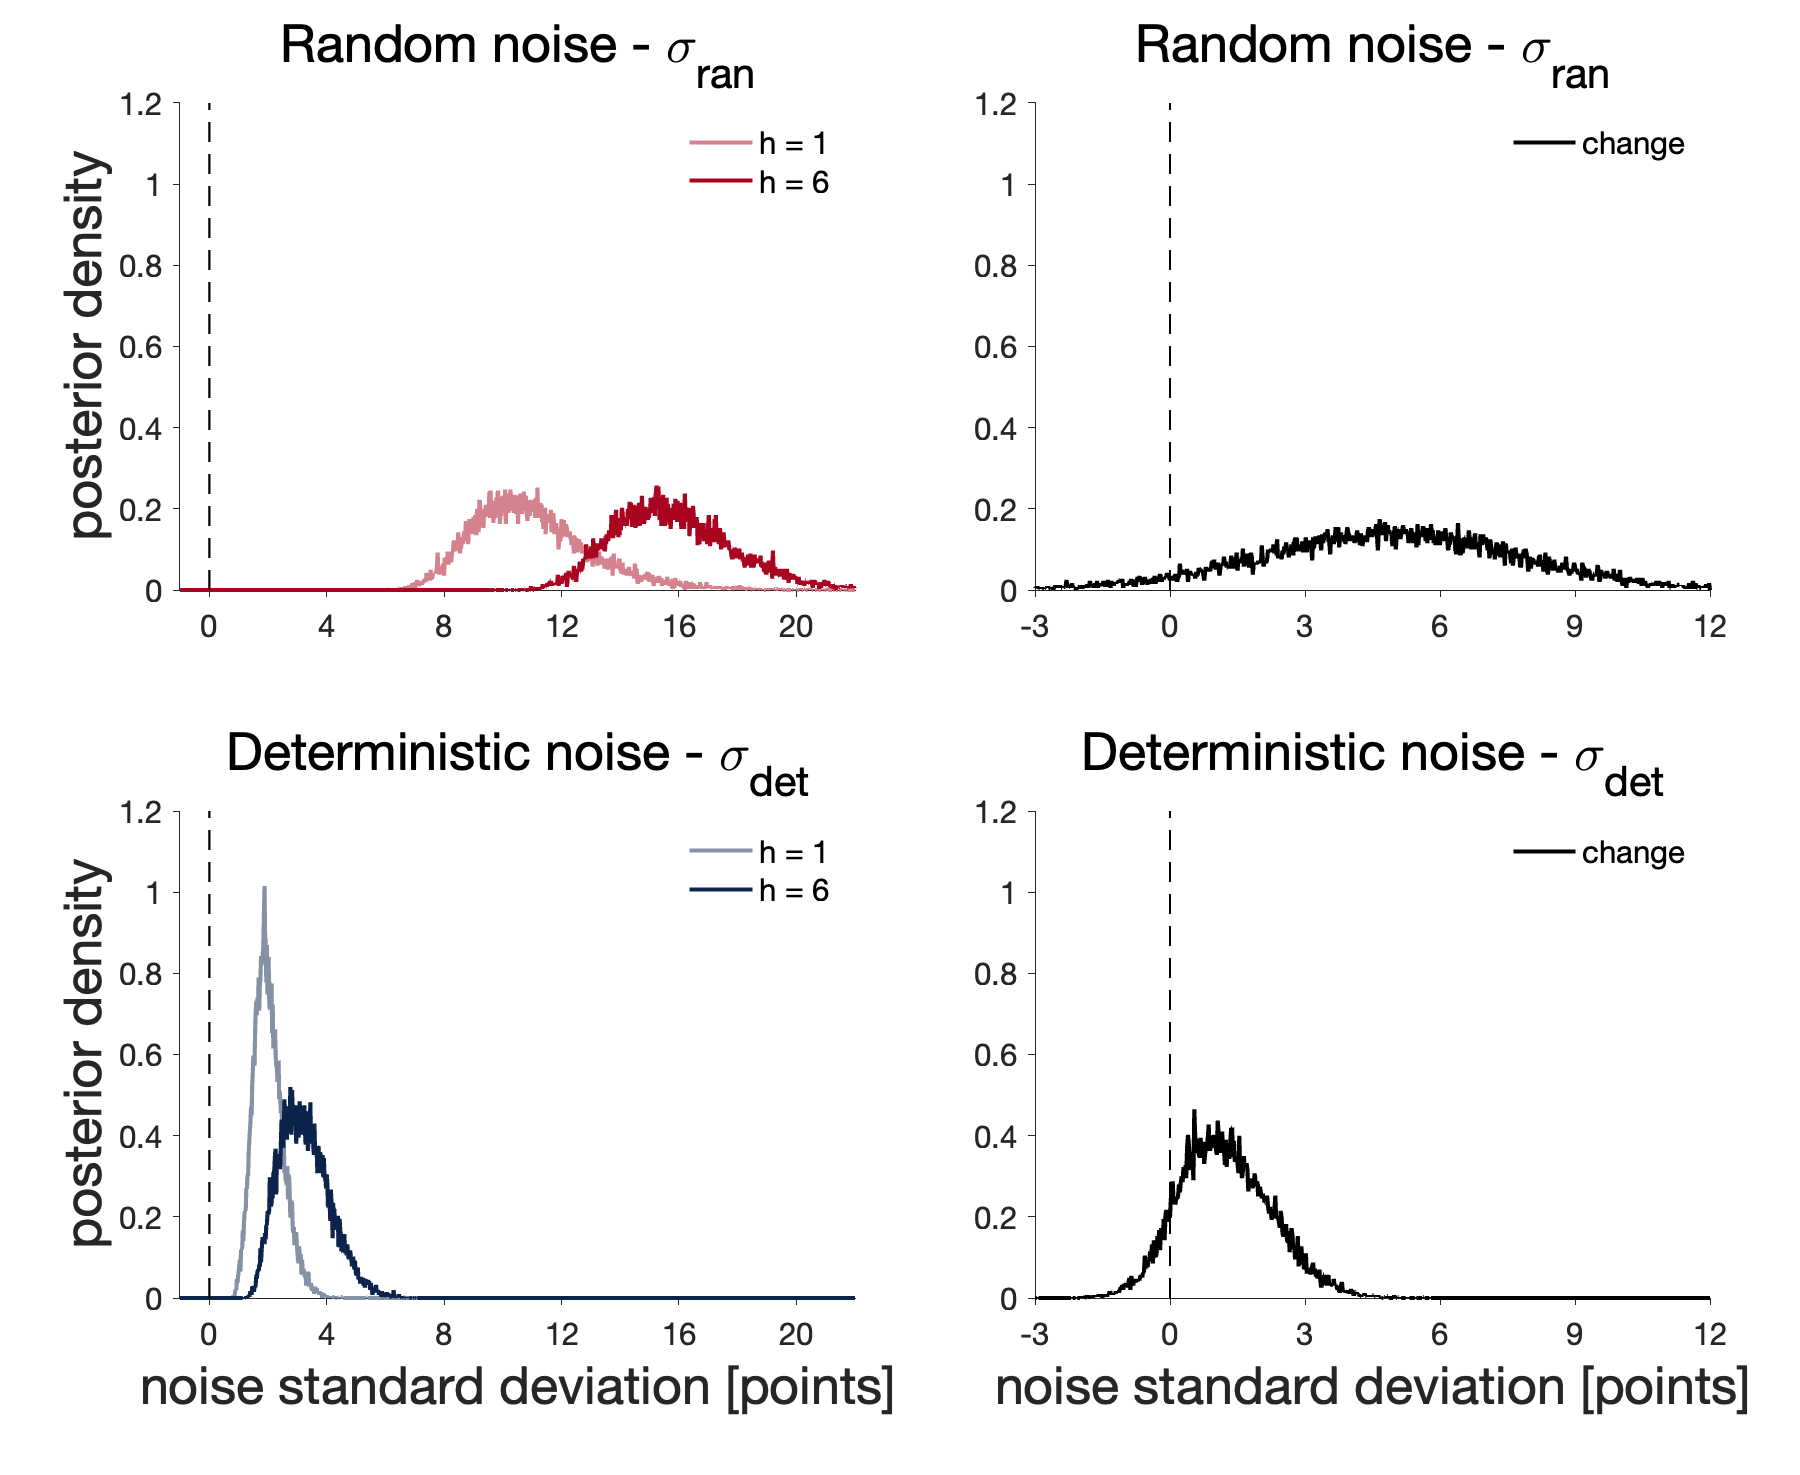 Random noise - σran
1.2
1
0.8
0.6
0.4
0.2
0
posterior density
h = 1
h = 6
0 4 8 12 16 20
Random noise - σran
1.2
1
0.8
0.6
0.4
0.2
0
change
-3 0 3 6 9 12
Deterministic noise - σdet
1.2
1
0.8
0.6
0.4
0.2
0
posterior density
h = 1
h = 6
0 4 8 12 16 20
noise standard deviation [points]
Deterministic noise - σdet
1.2
1
0.8
0.6
0.4
0.2
0
change
-3 0 3 6 9 12
noise standard deviation [points]